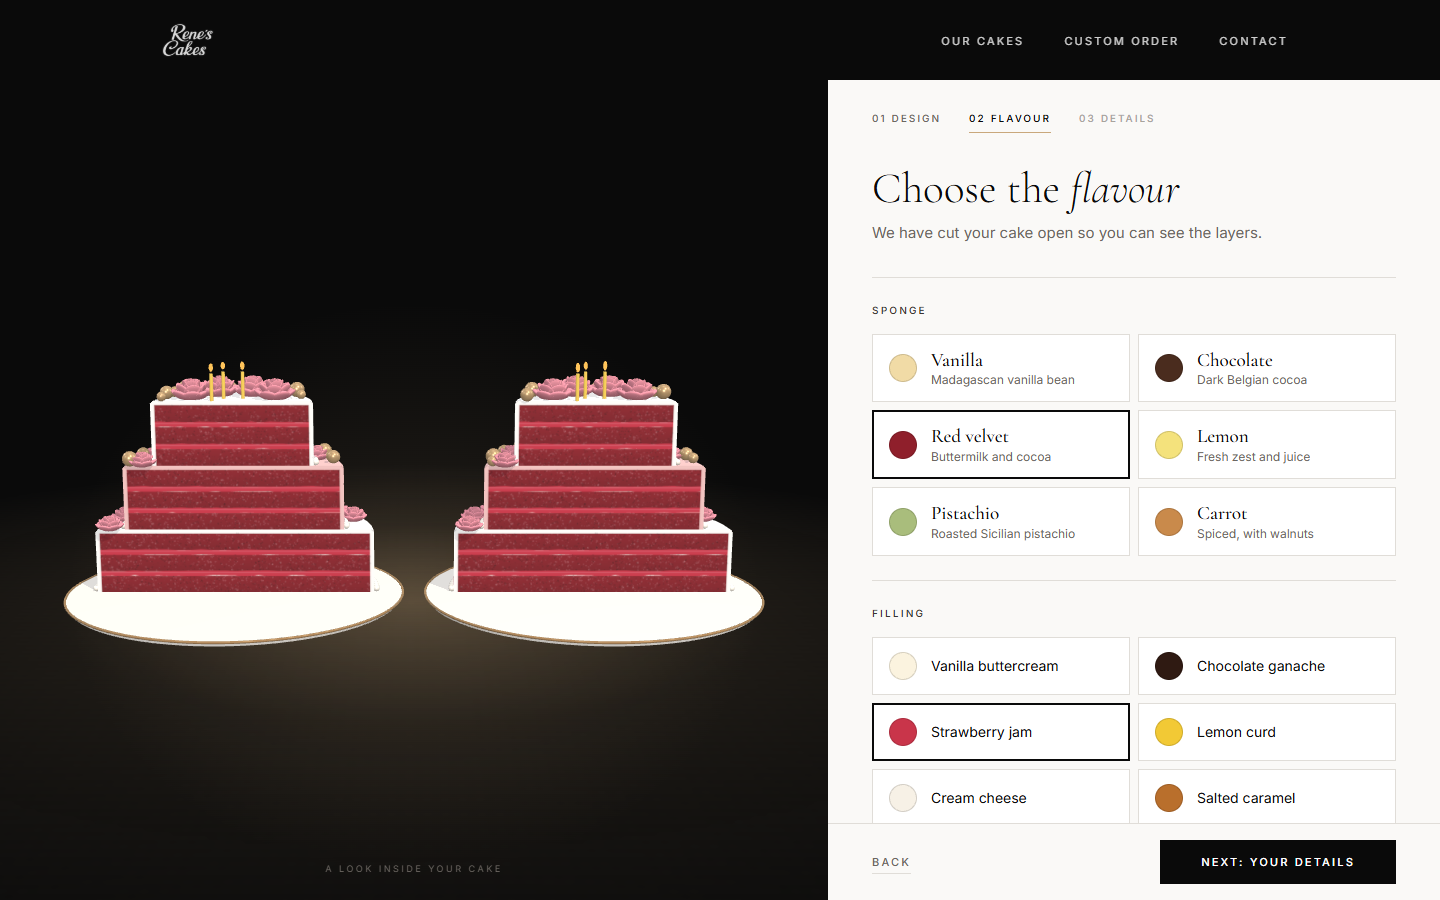 Rene's
Cakes
OUR CAKES
CUSTOM ORDER
CONTACT
01 DESIGN
02 FLAVOUR
03 DETAILS
Choose the flavour
We have cut your cake open so you can see the layers.
SPONGE
Vanilla
Madagascan vanilla bean
Chocolate
Dark Belgian cocoa
Red velvet
Buttermilk and cocoa
Lemon
Fresh zest and juice
Pistachio
Roasted Sicilian pistachio
Carrot
Spiced, with walnuts
FILLING
Vanilla buttercream
Chocolate ganache
Strawberry jam
Lemon curd
Cream cheese
Salted caramel
A LOOK INSIDE YOUR CAKE
BACK
NEXT: YOUR DETAILS